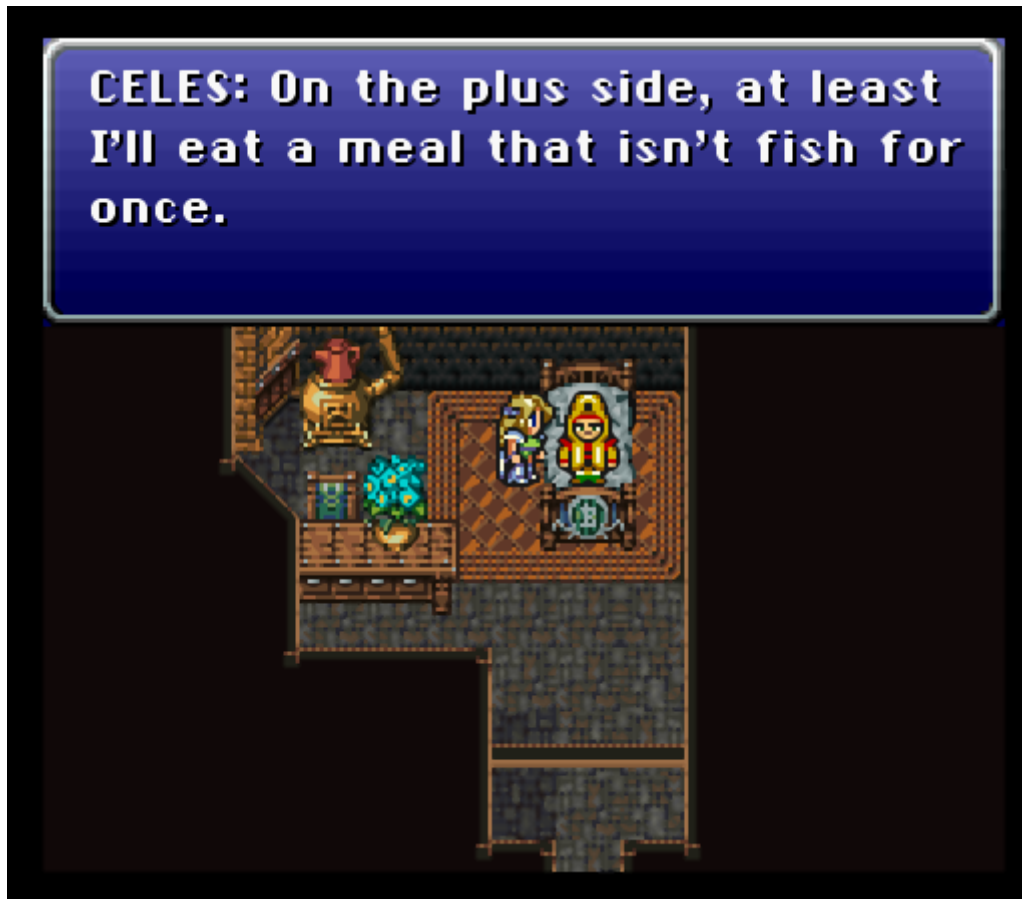 CELES: On the plus side, at least
I'll eat a meal that isn't fish for
once.